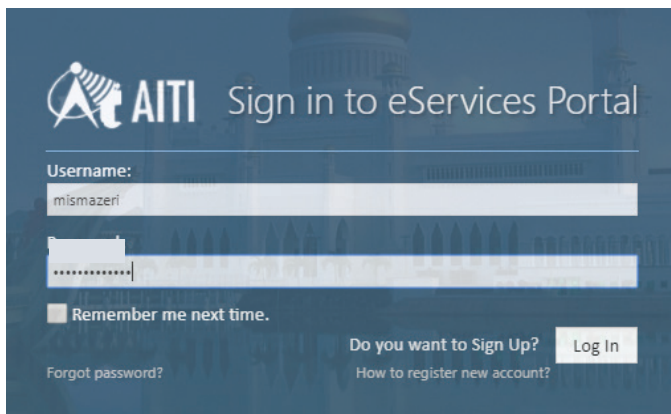 AITI Sign in to eServices Portal
Username:
mismazeri
•••••••••••••
Remember me next time.
Do you want to Sign Up? Log In
Forgot password? How to register new account?